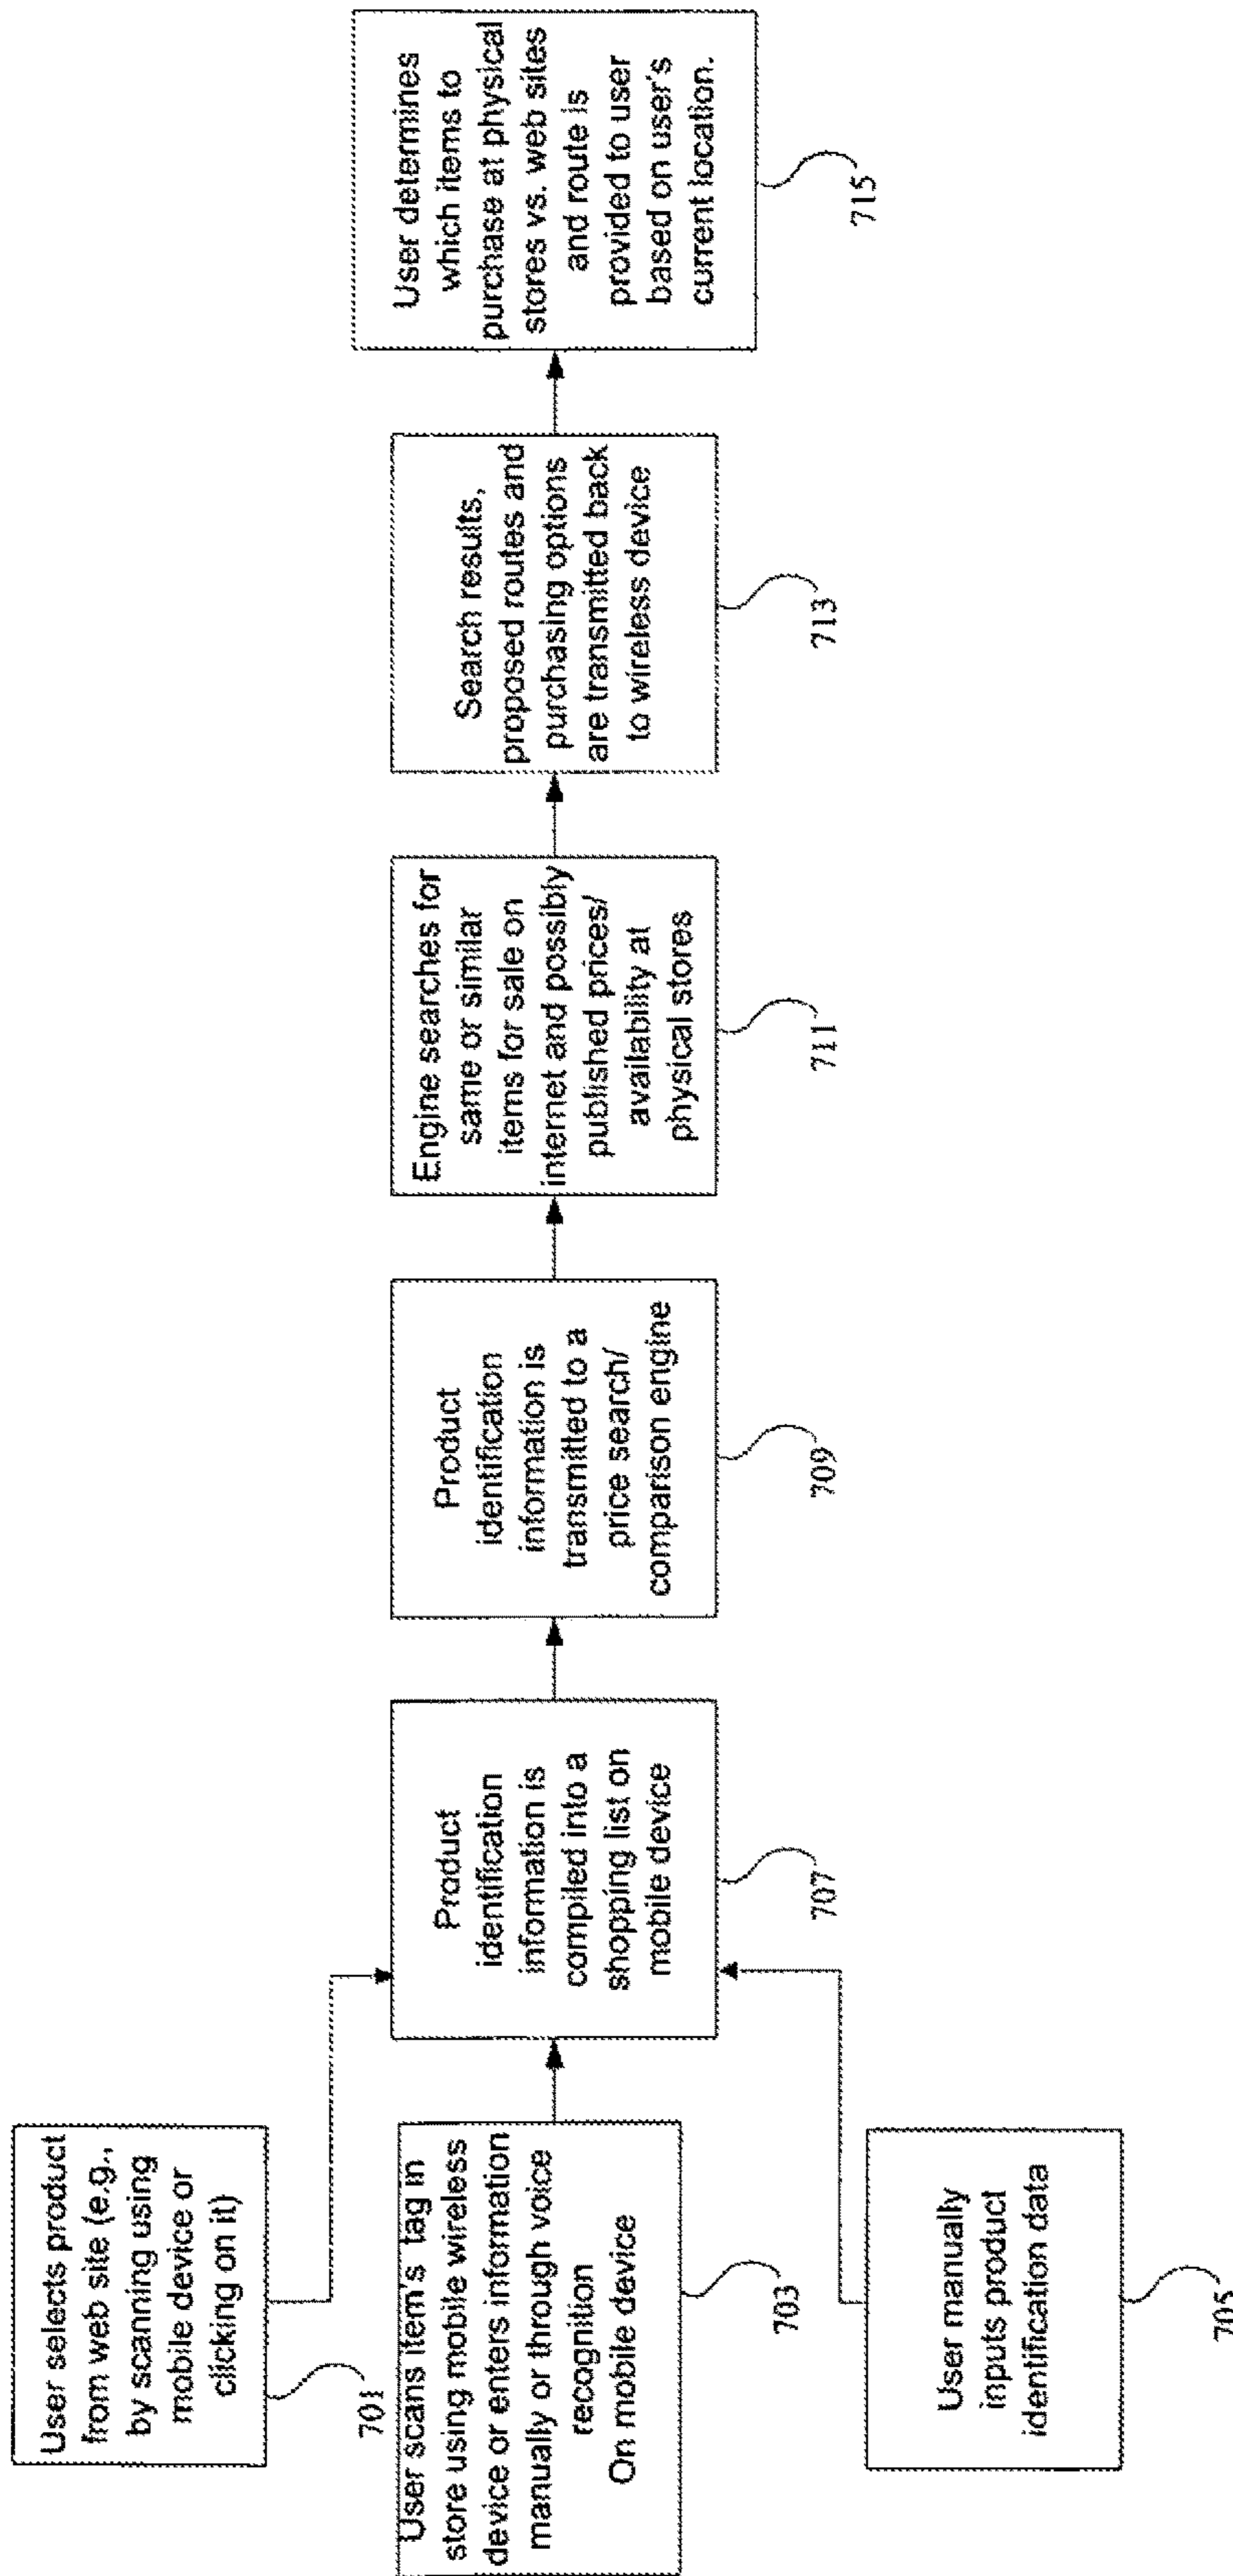 User selects product
from web site (e.g.,
by scanning using
mobile device or
clicking on it)
701
User scans item's tag in
store using mobile wireless
device or enters information
manually or through voice
recognition
On mobile device
703
User manually
inputs product
identification data
705
Product
identification
information is
compiled into a
shopping list on
mobile device
707
Product
identification
information is
transmitted to a
price search/
comparison engine
709
Engine searches for
same or similar
items for sale on
internet and possibly
published prices/
availability at
physical stores
711
Search results,
proposed routes and
purchasing options
are transmitted back
to wireless device
713
User determines
which items to
purchase at physical
stores vs. web sites
and route is
provided to user
based on user's
current location.
715